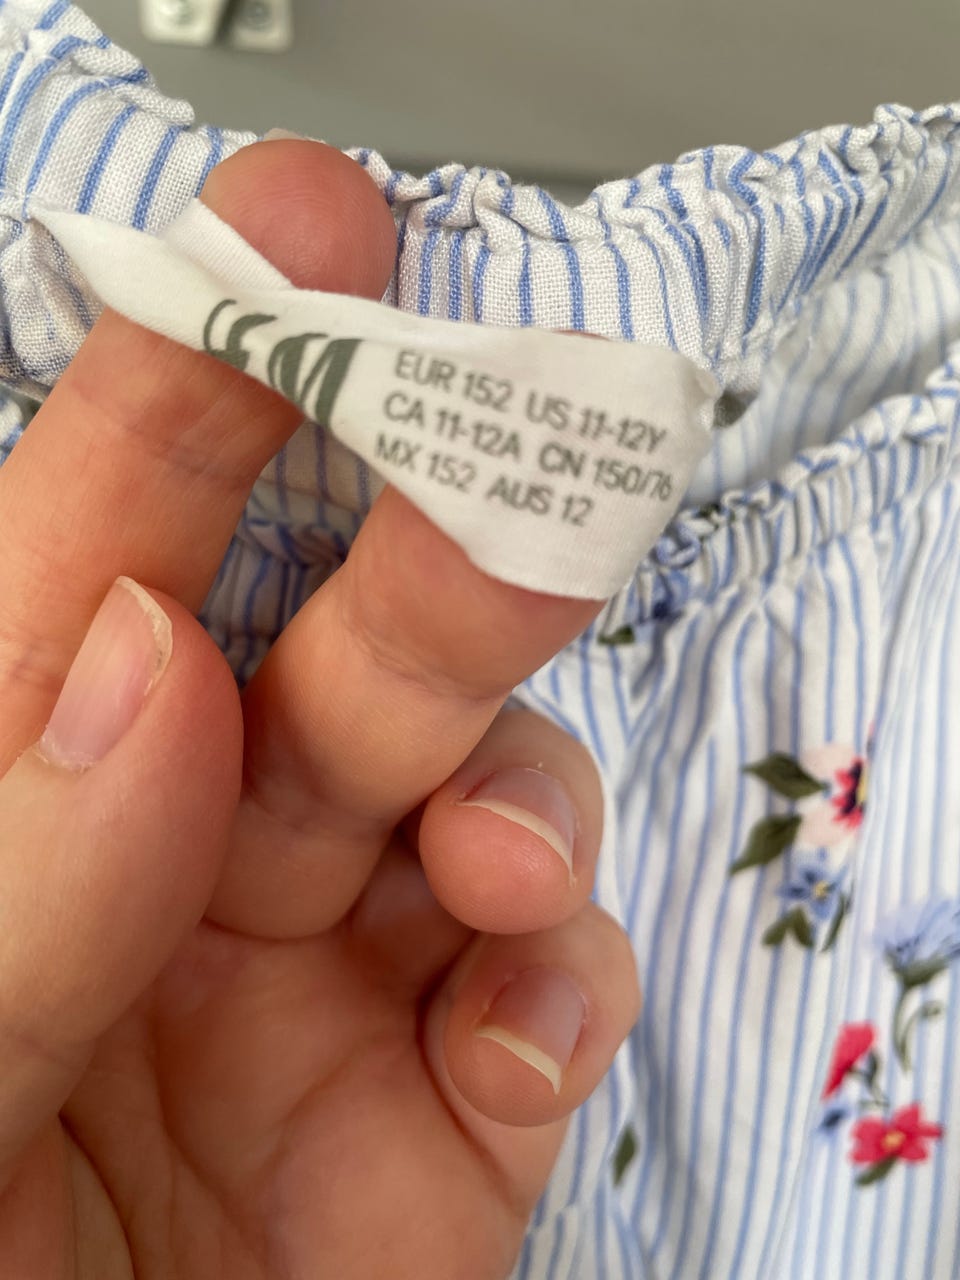 H&M
EUR 152 US 11-12Y
CA 11-12A CN 150/76
MX 152 AUS 12